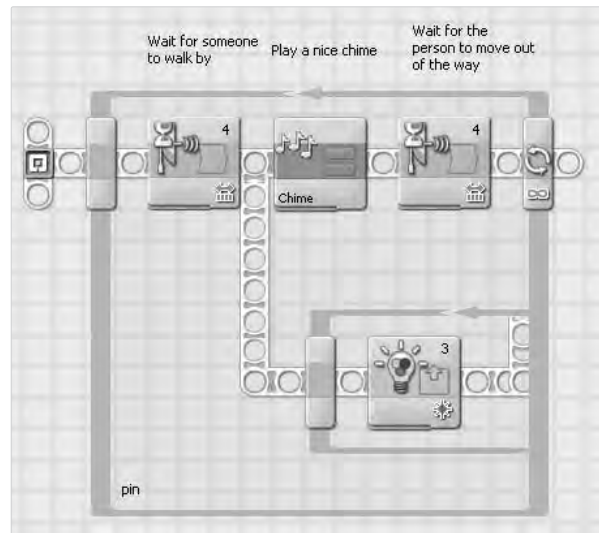 Wait for someone
to walk by
Play a nice chime
Wait for the
person to move out
of the way
4
4
Chime
3
pin